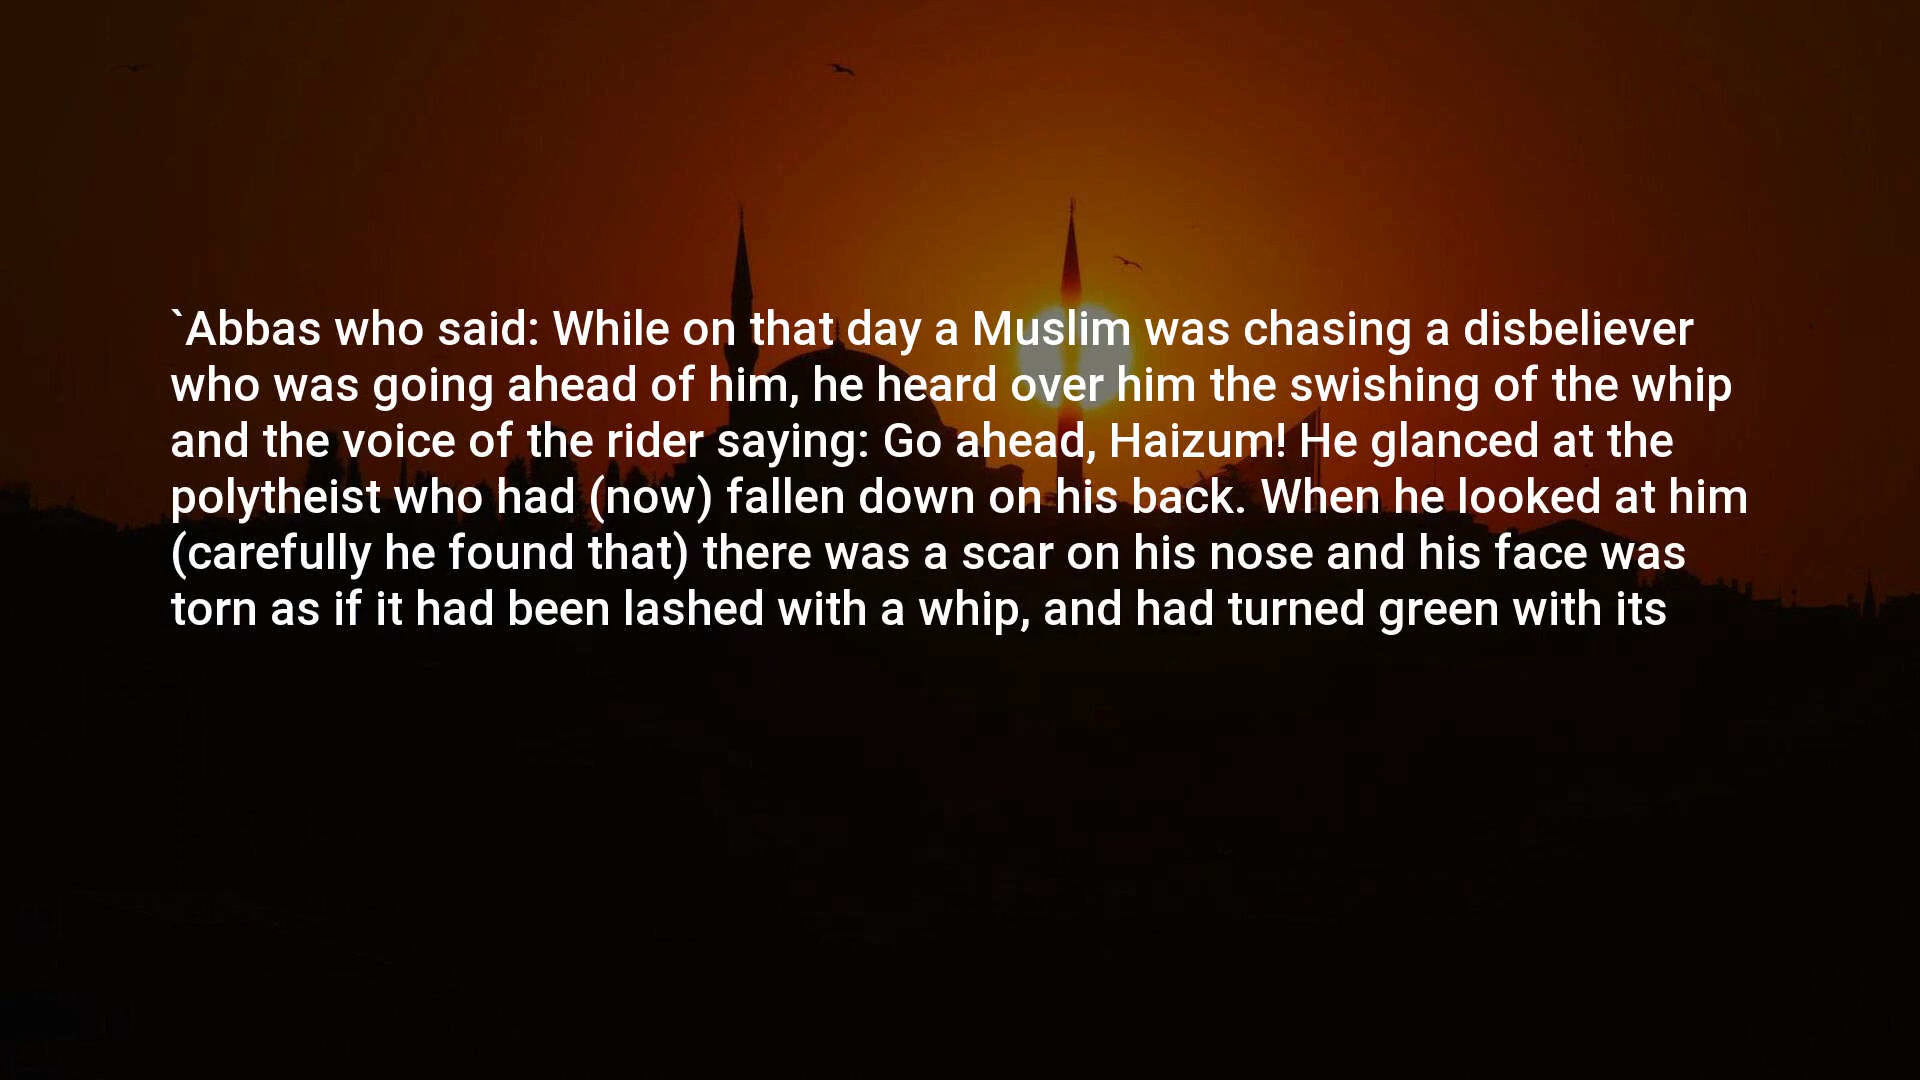 `Abbas who said: While on that day a Muslim was chasing a disbeliever
who was going ahead of him, he heard over him the swishing of the whip
and the voice of the rider saying: Go ahead, Haizum! He glanced at the
polytheist who had (now) fallen down on his back. When he looked at him
(carefully he found that) there was a scar on his nose and his face was
torn as if it had been lashed with a whip, and had turned green with its